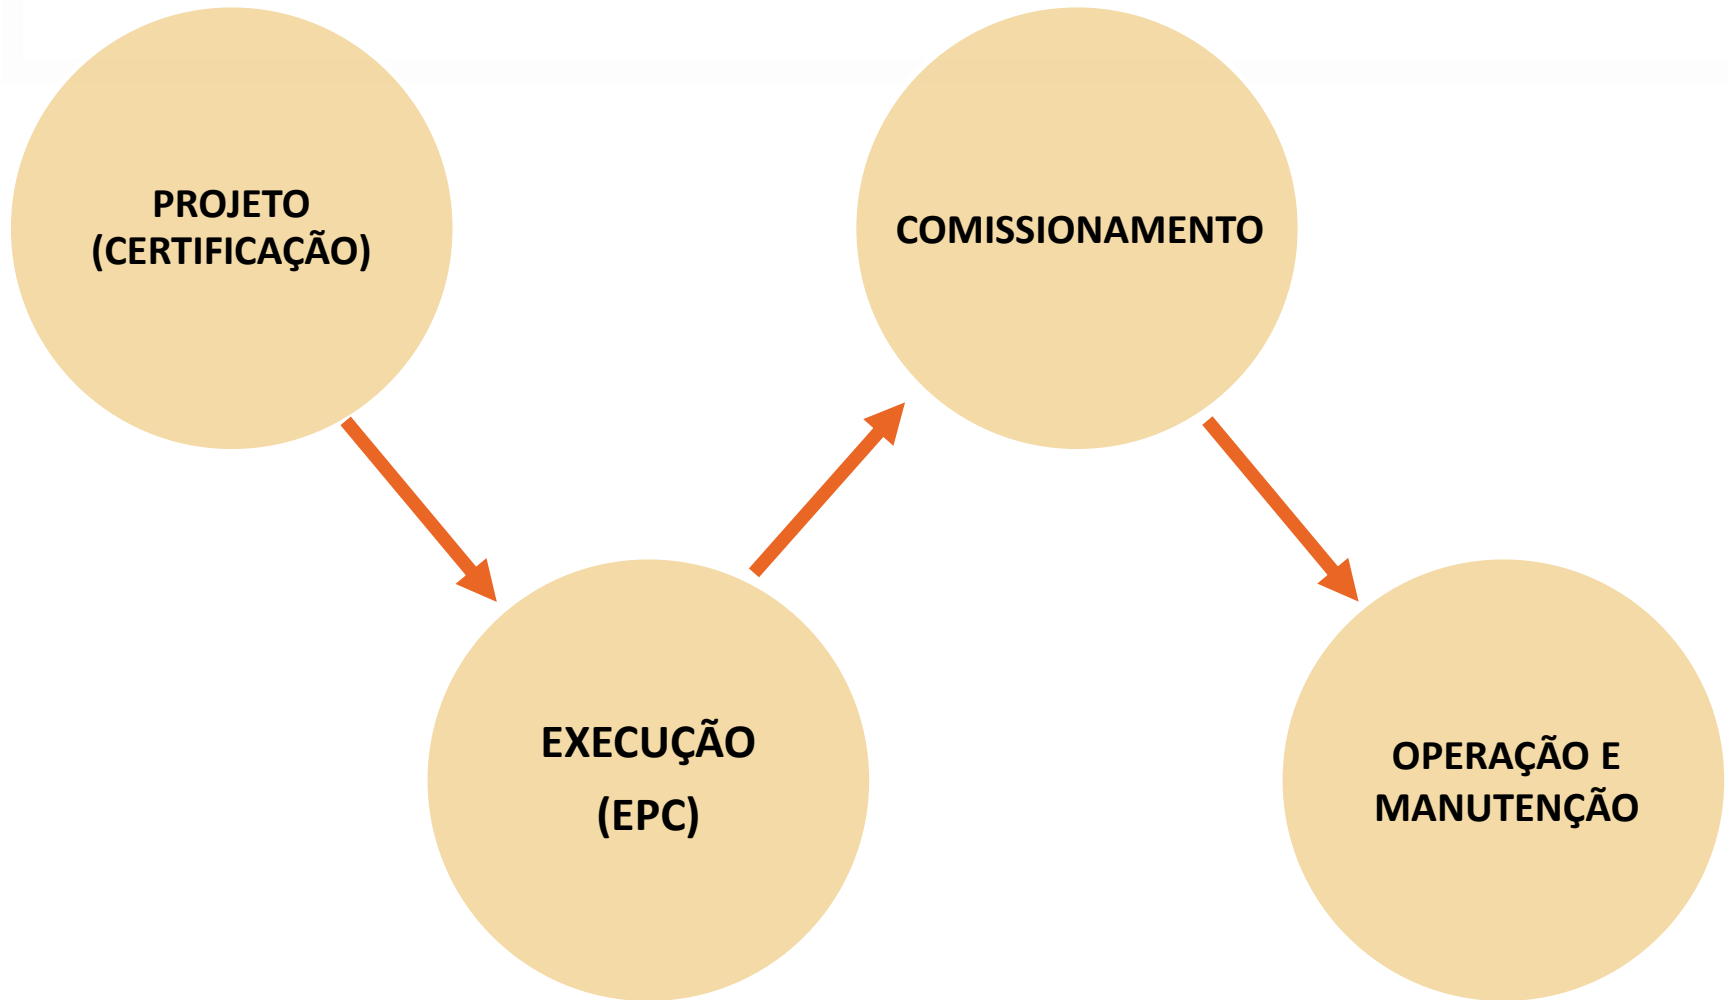 PROJETO
(CERTIFICAÇÃO)
EXECUÇÃO
(EPC)
COMISSIONAMENTO
OPERAÇÃO E
MANUTENÇÃO